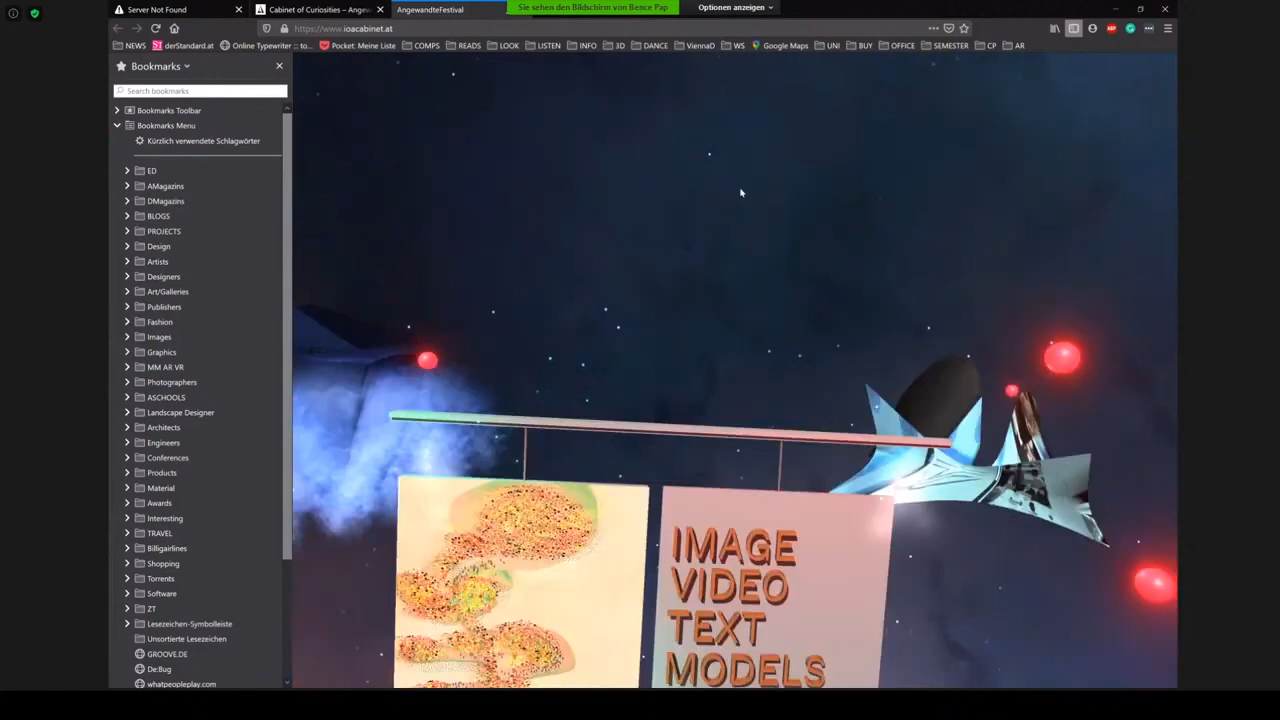 Server Not Found
Cabinet of Curiosities – Angew
AngewandteFestival
Sie sehen den Bildschirm von Bence Pap
Optionen anzeigen
https://www.ioacabinet.at
NEWS
derStandard.at
Online Typewriter :: to...
Pocket: Meine Liste
COMPS
READS
LOOK
LISTEN
INFO
3D
DANCE
ViennaD
WS
Google Maps
UNI
BUY
OFFICE
SEMESTER
CP
AR
Bookmarks
Search bookmarks
Bookmarks Toolbar
Bookmarks Menu
Kürzlich verwendete Schlagwörter
ED
AMagazins
DMagazins
BLOGS
PROJECTS
Design
Artists
Designers
Art/Galleries
Publishers
Fashion
Images
Graphics
MM AR VR
Photographers
ASCHOOLS
Landscape Designer
Architects
Engineers
Conferences
Products
Material
Awards
Interesting
TRAVEL
Billigairlines
Shopping
Torrents
Software
ZT
Lesezeichen-Symbolleiste
Unsortierte Lesezeichen
GROOVE.DE
De:Bug
whatpeopleplay.com
IMAGE
VIDEO
TEXT
MODELS